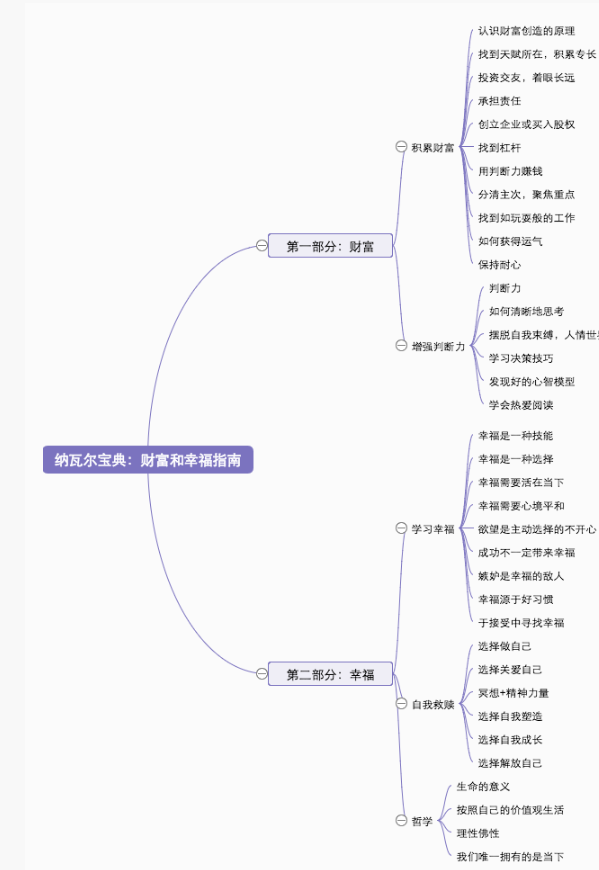 纳瓦尔宝典：财富和幸福指南
第一部分：财富
积累财富
认识财富创造的原理
找到天赋所在，积累专长
投资交友，着眼长远
承担责任
创立企业或买入股权
找到杠杆
用判断力赚钱
分清主次，聚焦重点
找到如玩耍般的工作
如何获得运气
保持耐心
增强判断力
判断力
如何清晰地思考
摆脱自我束缚，人情世
学习决策技巧
发现好的心智模型
学会热爱阅读
第二部分：幸福
学习幸福
幸福是一种技能
幸福是一种选择
幸福需要活在当下
幸福需要心境平和
欲望是主动选择的不开心
成功不一定带来幸福
嫉妒是幸福的敌人
幸福源于好习惯
于接受中寻找幸福
自我救赎
选择做自己
选择关爱自己
冥想+精神力量
选择自我塑造
选择自我成长
选择解放自己
哲学
生命的意义
按照自己的价值观生活
理性佛性
我们唯一拥有的是当下